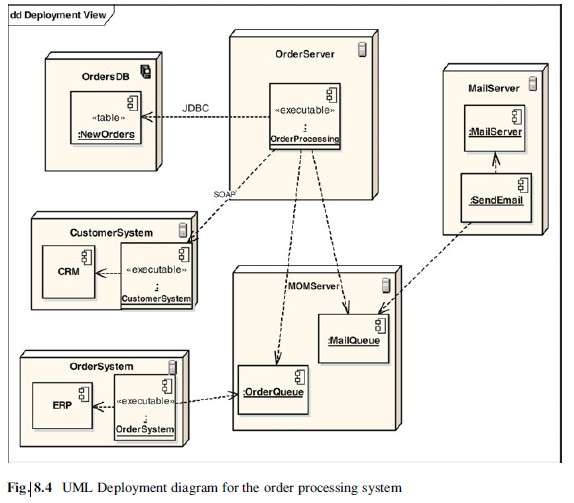 dd Deployment View
OrdersDB
«table»
:NewOrders
JDBC
OrderServer
«executable»
:
OrderProcessing
MailServer
:MailServer
:SendEmail
SOAP
CustomerSystem
CRM
«executable»
:
CustomerSystem
MOMServer
:MailQueue
:OrderQueue
OrderSystem
ERP
«executable»
:
OrderSystem
Fig. 8.4 UML Deployment diagram for the order processing system